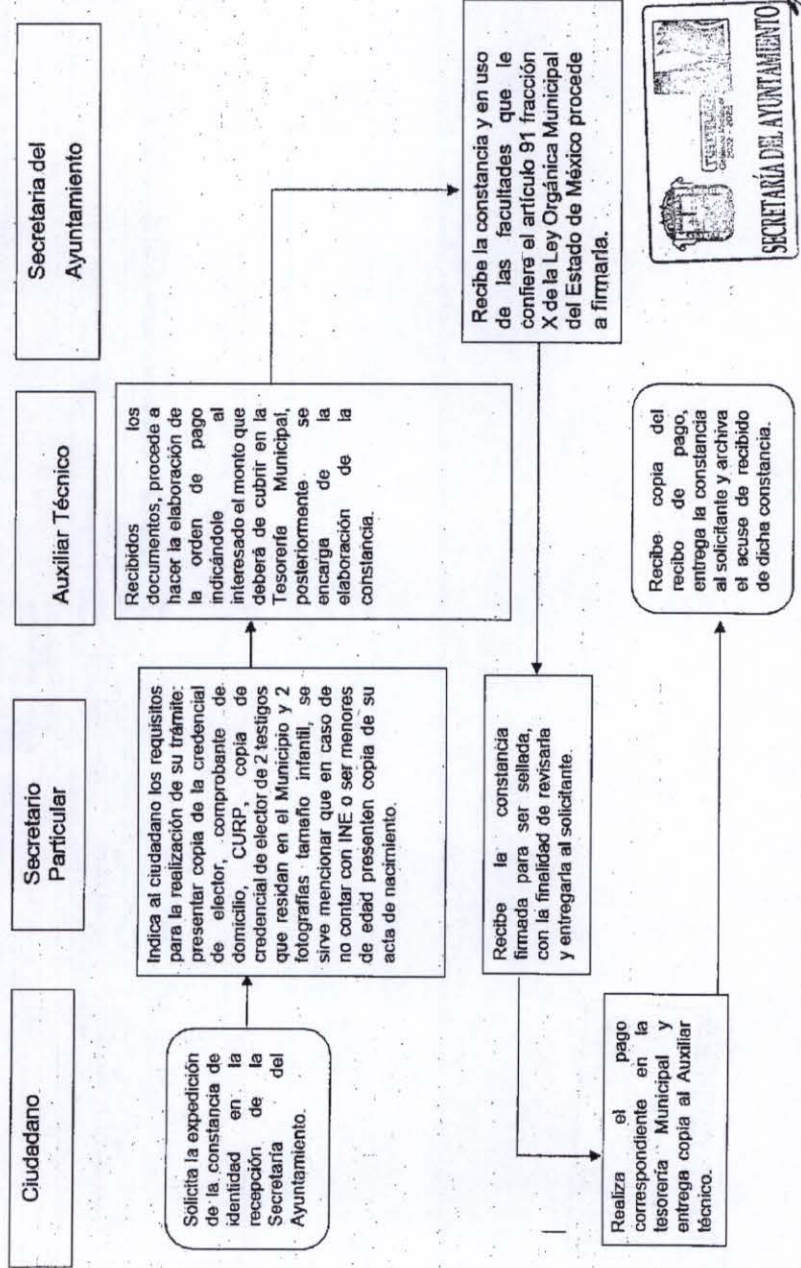 Ciudadano
Secretario
Particular
Auxiliar Técnico
Secretaria del
Ayuntamiento
Solicita la expedición
de la constancia de
identidad en la
recepción de la
Secretaría del
Ayuntamiento.
Indica al ciudadano los requisitos
para la realización de su trámite:
presentar copia de la credencial
de elector, comprobante de
domicilio, CURP, copia de
credencial de elector de 2 testigos
que residan en el Municipio y 2
fotografías tamaño infantil, se
sirve mencionar que en caso de
no contar con INE o ser menores
de edad presenten copia de su
acta de nacimiento.
Recibidos los
documentos, procede a
hacer la elaboración de
la orden de pago
indicándole al
interesado el monto que
deberá de cubrir en la
Tesorería Municipal,
posteriormente se
encarga de la
elaboración de la
constancia.
Recibe la constancia y en uso
de las facultades que le
confiere el artículo 91 fracción
X de la Ley Orgánica Municipal
del Estado de México procede
a firmarla.
Recibe la constancia
firmada para ser sellada,
con la finalidad de revisarla
y entregarla al solicitante.
Realiza el pago
correspondiente en la
tesorería Municipal y
entrega copia al Auxiliar
técnico.
Recibe copia del
recibo de pago,
entrega la constancia
al solicitante y archiva
el acuse de recibido
de dicha constancia.
2022 - 2024
SECRETARÍA DEL AYUNTAMIENTO